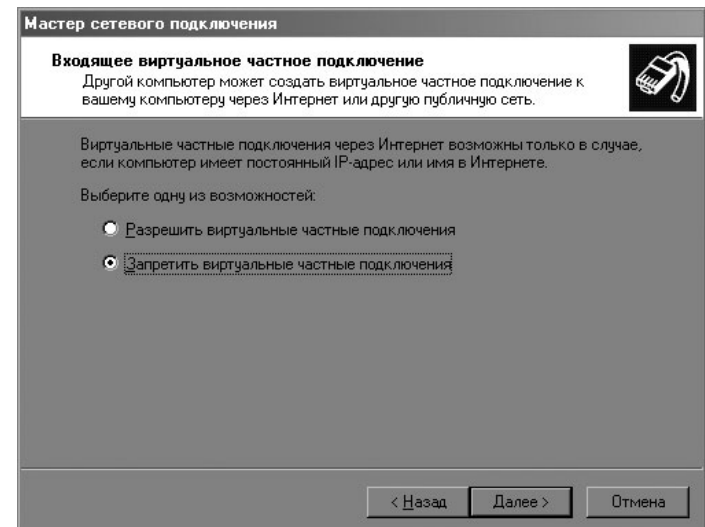 Мастер сетевого подключения
Входящее виртуальное частное подключение
Другой компьютер может создать виртуальное частное подключение к
вашему компьютеру через Интернет или другую публичную сеть.
Виртуальные частные подключения через Интернет возможны только в случае,
если компьютер имеет постоянный IP-адрес или имя в Интернете.
Выберите одну из возможностей:
Разрешить виртуальные частные подключения
Запретить виртуальные частные подключения
< Назад Далее > Отмена